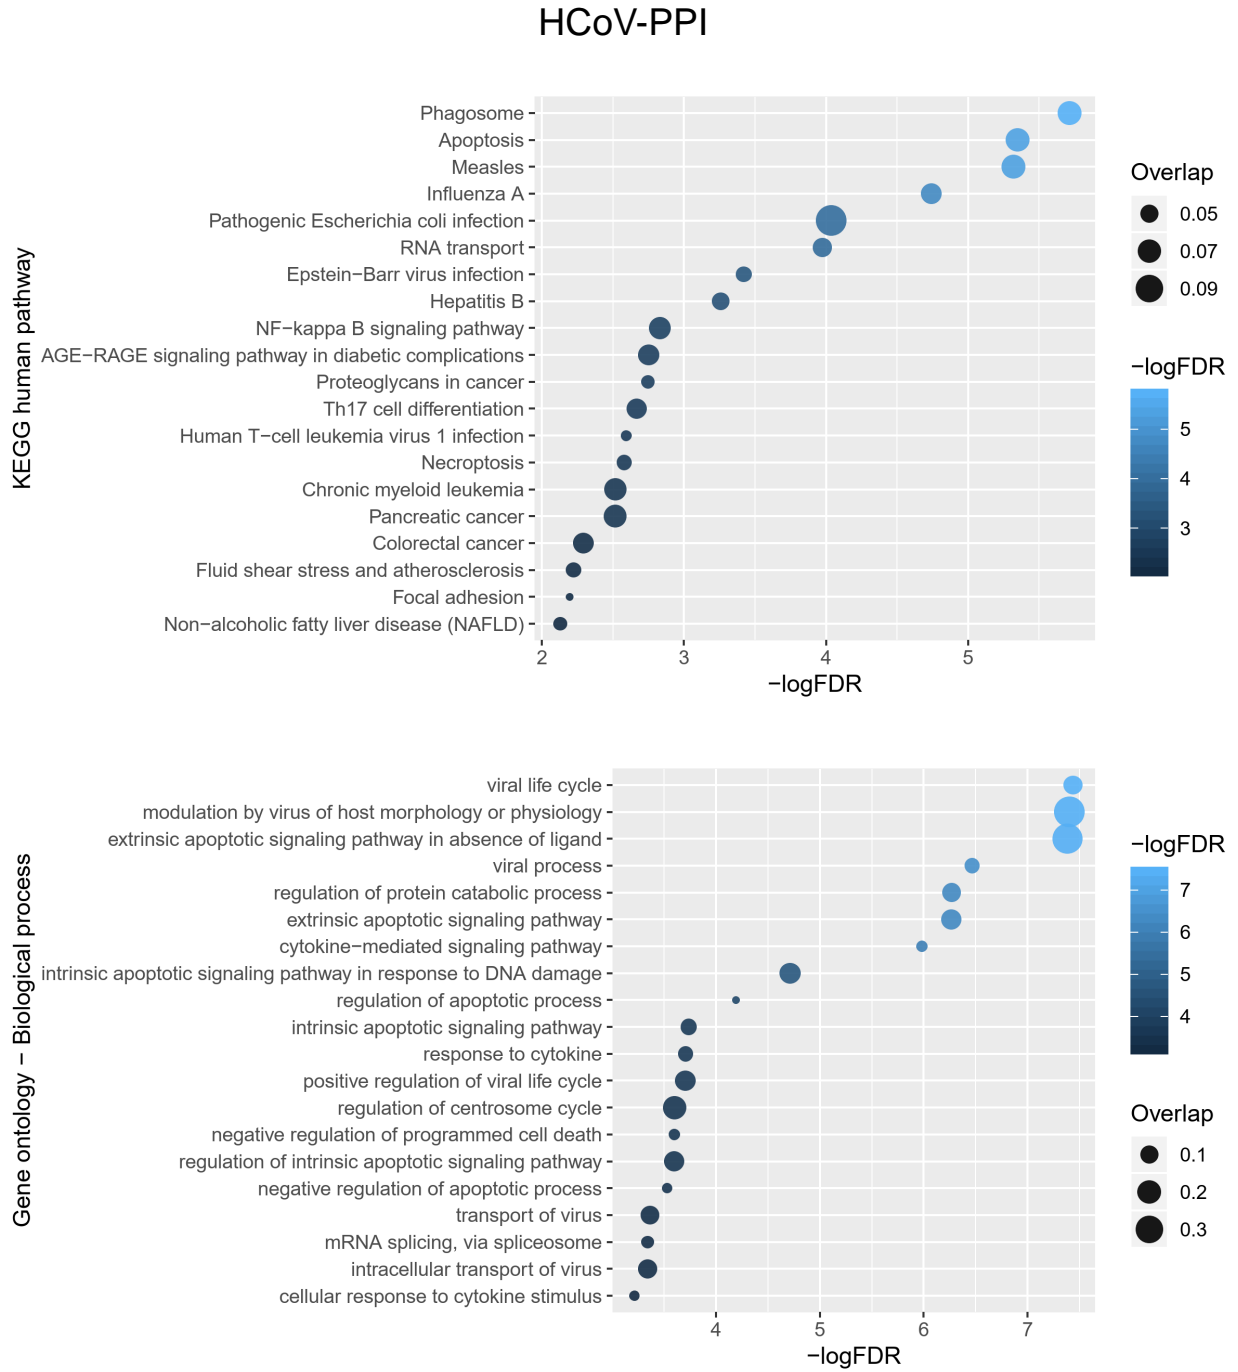 HCoV-PPI
KEGG human pathway
Phagosome
Apoptosis
Measles
Influenza A
Pathogenic Escherichia coli infection
RNA transport
Epstein−Barr virus infection
Hepatitis B
NF−kappa B signaling pathway
AGE−RAGE signaling pathway in diabetic complications
Proteoglycans in cancer
Th17 cell differentiation
Human T−cell leukemia virus 1 infection
Necroptosis
Chronic myeloid leukemia
Pancreatic cancer
Colorectal cancer
Fluid shear stress and atherosclerosis
Focal adhesion
Non−alcoholic fatty liver disease (NAFLD)
2 3 4 5
−logFDR
Overlap
0.05
0.07
0.09
−logFDR
5
4
3
Gene ontology − Biological process
viral life cycle
modulation by virus of host morphology or physiology
extrinsic apoptotic signaling pathway in absence of ligand
viral process
regulation of protein catabolic process
extrinsic apoptotic signaling pathway
cytokine−mediated signaling pathway
intrinsic apoptotic signaling pathway in response to DNA damage
regulation of apoptotic process
intrinsic apoptotic signaling pathway
response to cytokine
positive regulation of viral life cycle
regulation of centrosome cycle
negative regulation of programmed cell death
regulation of intrinsic apoptotic signaling pathway
negative regulation of apoptotic process
transport of virus
mRNA splicing, via spliceosome
intracellular transport of virus
cellular response to cytokine stimulus
4 5 6 7
−logFDR
−logFDR
7
6
5
4
Overlap
0.1
0.2
0.3